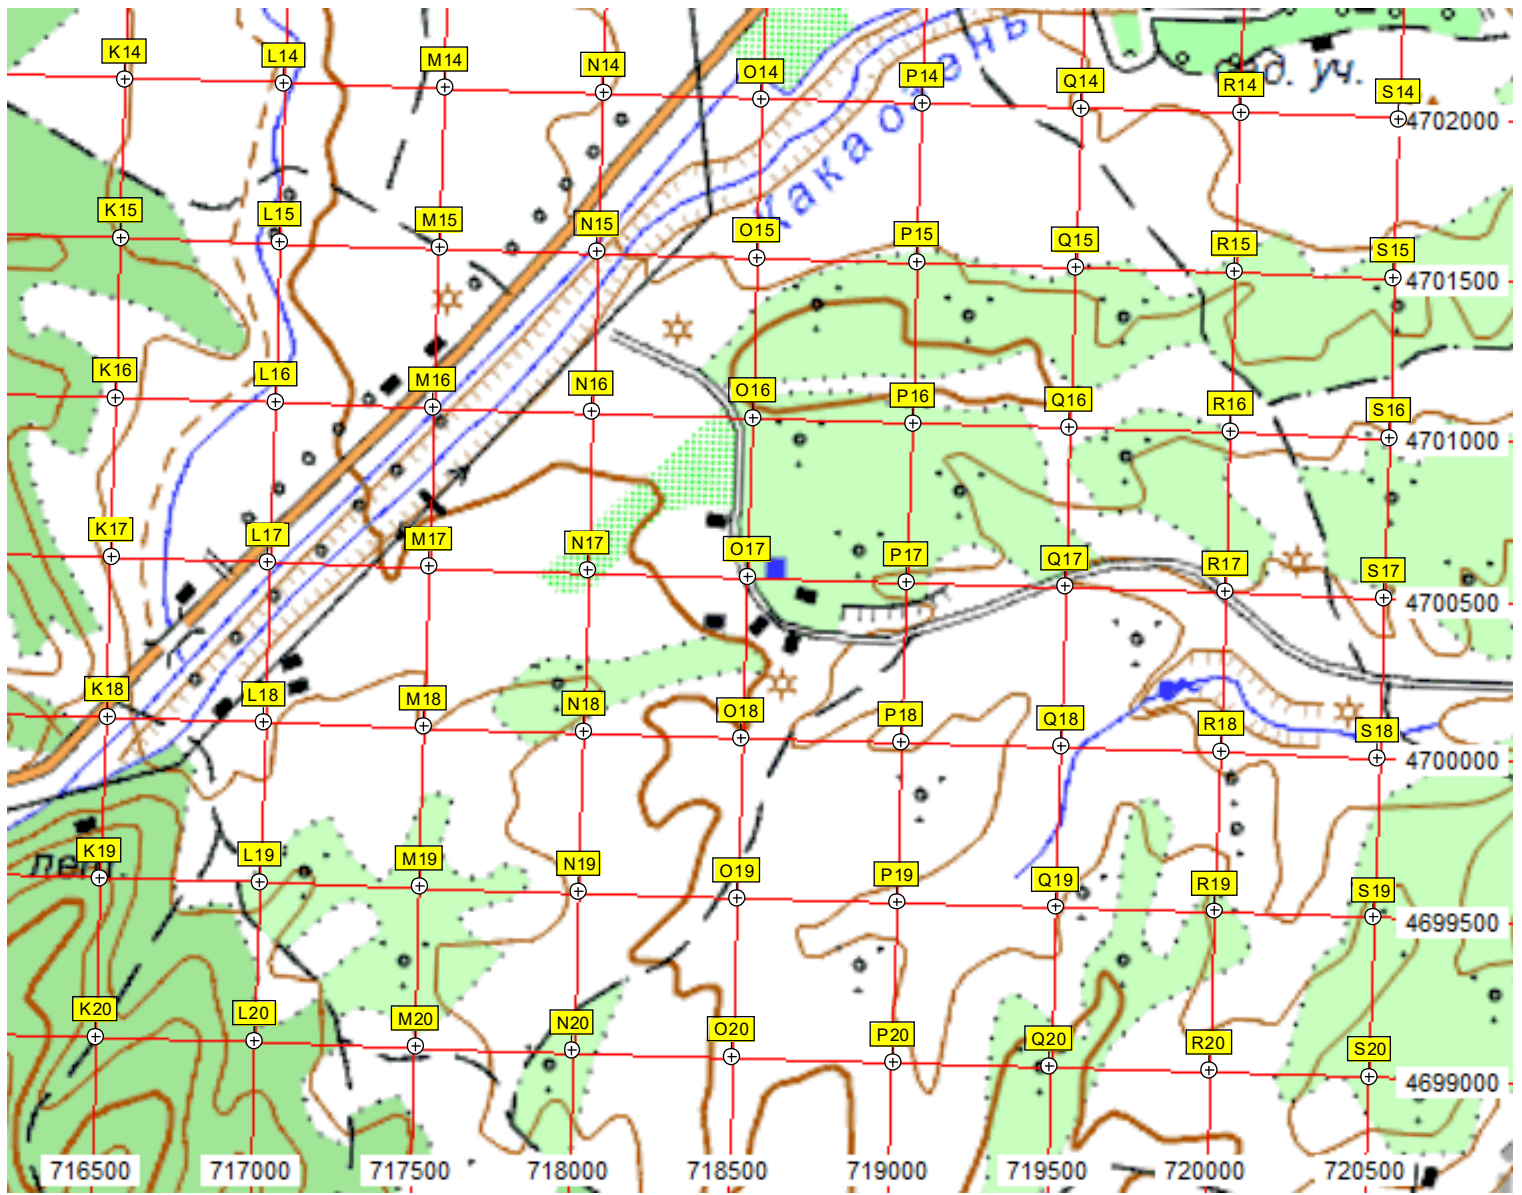 K14 L14 M14 N14 O14 P14 Q14 R14 S14
Какаозень
сад. уч.
4702000
K15 L15 M15 N15 O15 P15 Q15 R15 S15
4701500
K16 L16 M16 N16 O16 P16 Q16 R16 S16
4701000
K17 L17 M17 N17 O17 P17 Q17 R17 S17
4700500
K18 L18 M18 N18 O18 P18 Q18 R18 S18
4700000
K19 L19 M19 N19 O19 P19 Q19 R19 S19
4699500
K20 L20 M20 N20 O20 P20 Q20 R20 S20
4699000
716500 717000 717500 718000 718500 719000 719500 720000 720500